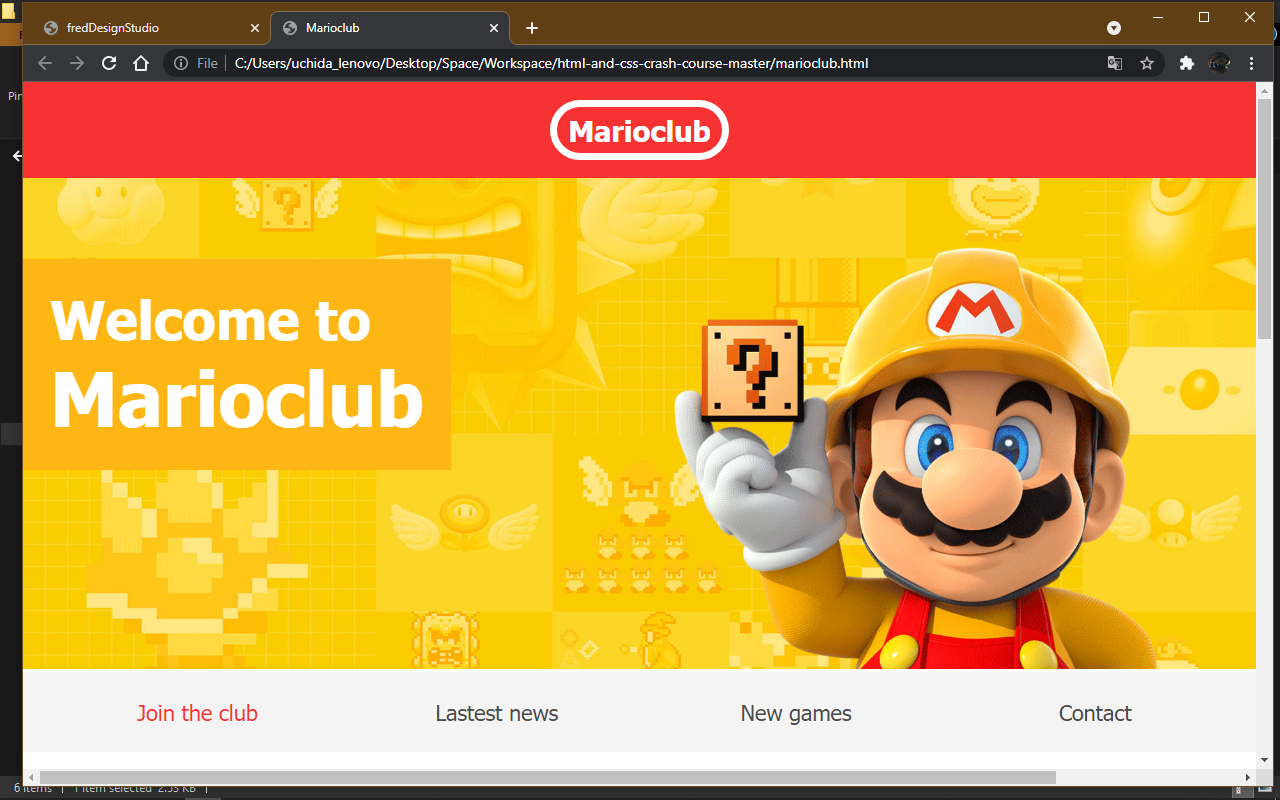 fredDesignStudio
Marioclub
File
C:/Users/uchida_lenovo/Desktop/Space/Workspace/html-and-css-crash-course-master/marioclub.html
Pin
Marioclub
Welcome to
Marioclub
M
?
?
Join the club
Lastest news
New games
Contact
6 items
1 item selected 2.53 KB